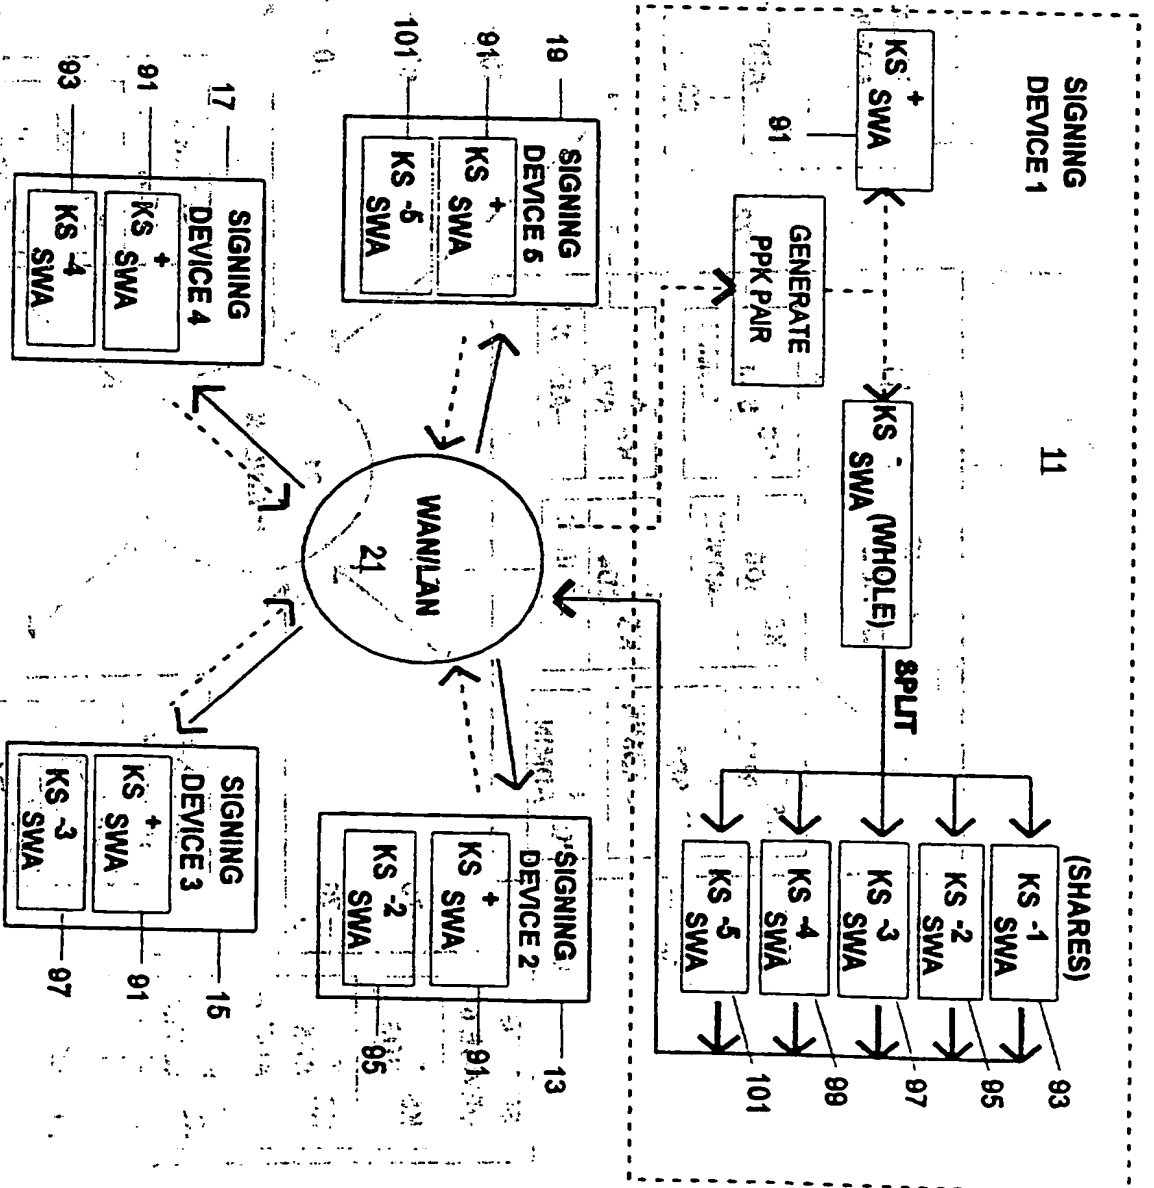 SIGNING
DEVICE 1
11
KS + SWA
91
GENERATE
PPK PAIR
KS - SWA (WHOLE)
SPLIT
(SHARES)
KS -1 SWA
KS -2 SWA
KS -3 SWA
KS -4 SWA
KS -5 SWA
93
95
97
99
101
WAN/LAN
21
SIGNING
DEVICE 5
KS + SWA
KS -5 SWA
19
91
101
SIGNING
DEVICE 2
KS + SWA
KS -2 SWA
13
91
95
SIGNING
DEVICE 4
KS + SWA
KS -4 SWA
17
91
93
SIGNING
DEVICE 3
KS + SWA
KS -3 SWA
15
91
97